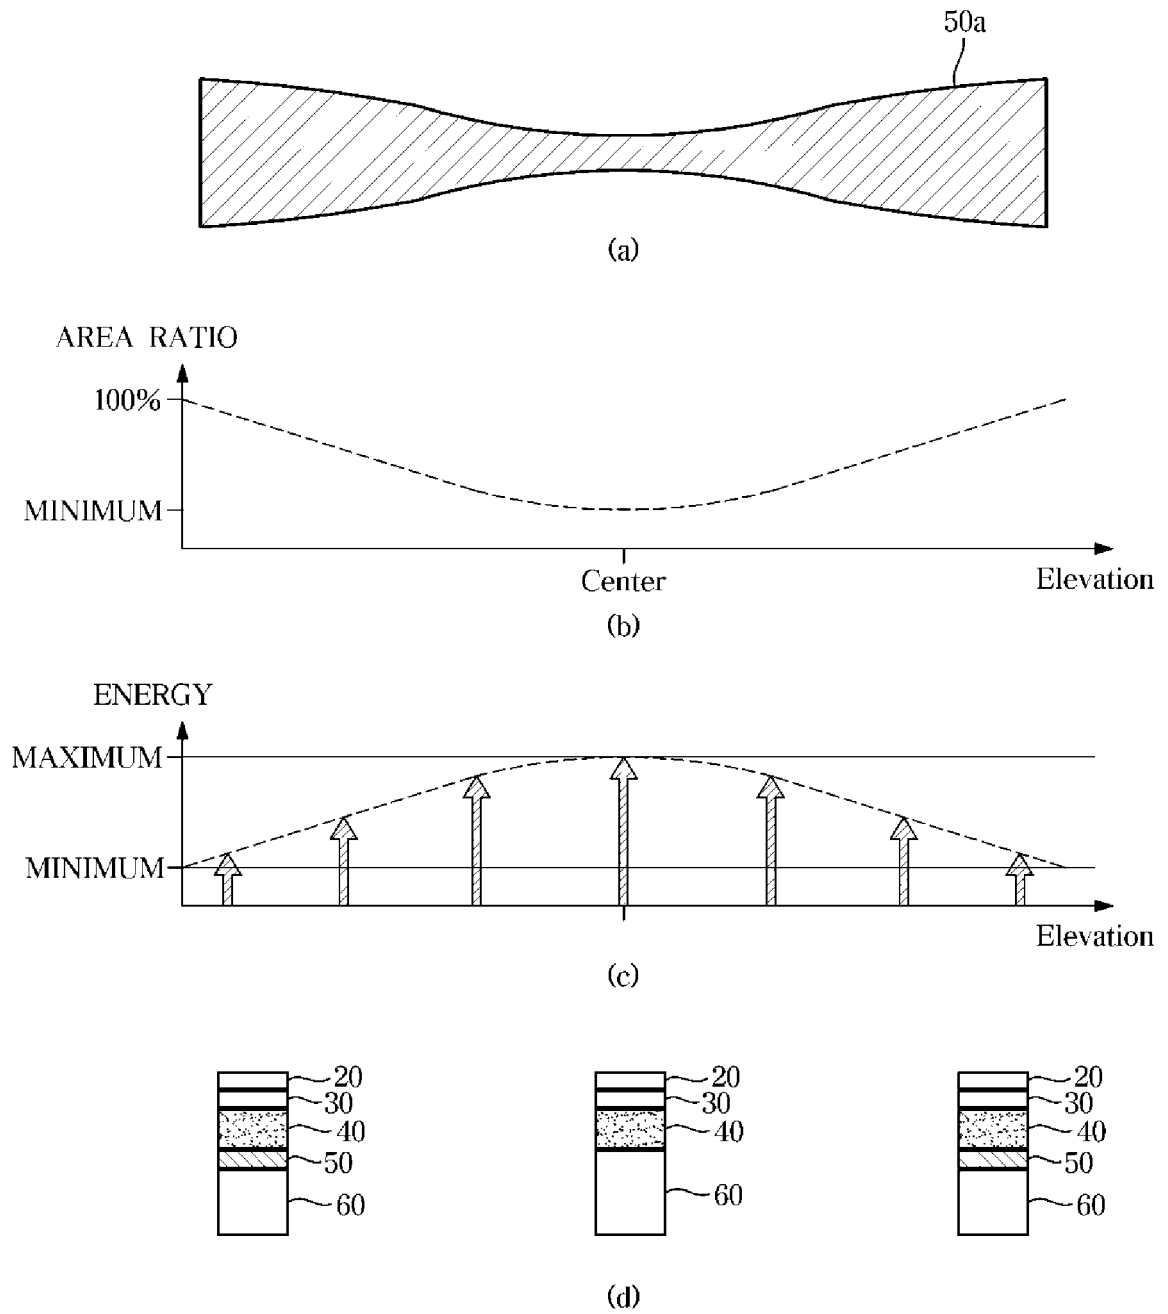 50a
(a)
AREA RATIO
100%
MINIMUM
Center
Elevation
(b)
ENERGY
MAXIMUM
MINIMUM
Elevation
(c)
20 20 20
30 30 30
40 40 40
50 50
60 60 60
(d)